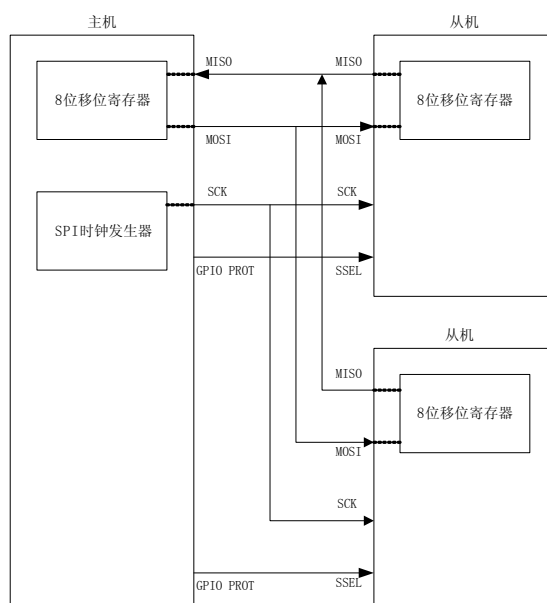 主机
从机
MISO
MISO
8位移位寄存器
8位移位寄存器
MOSI
MOSI
SCK
SCK
SPI时钟发生器
GPIO PROT
SSEL
从机
MISO
8位移位寄存器
MOSI
SCK
GPIO PROT
SSEL